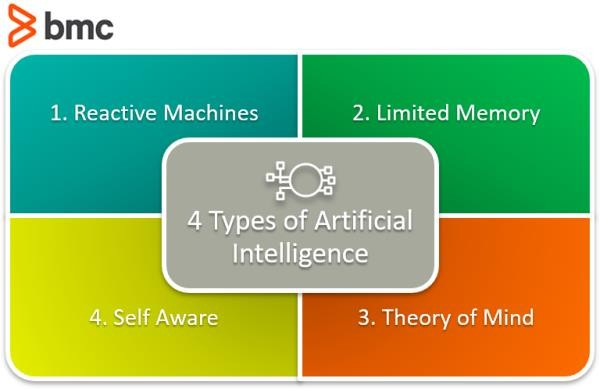 bmc
1. Reactive Machines
2. Limited Memory
4 Types of Artificial
Intelligence
4. Self Aware
3. Theory of Mind